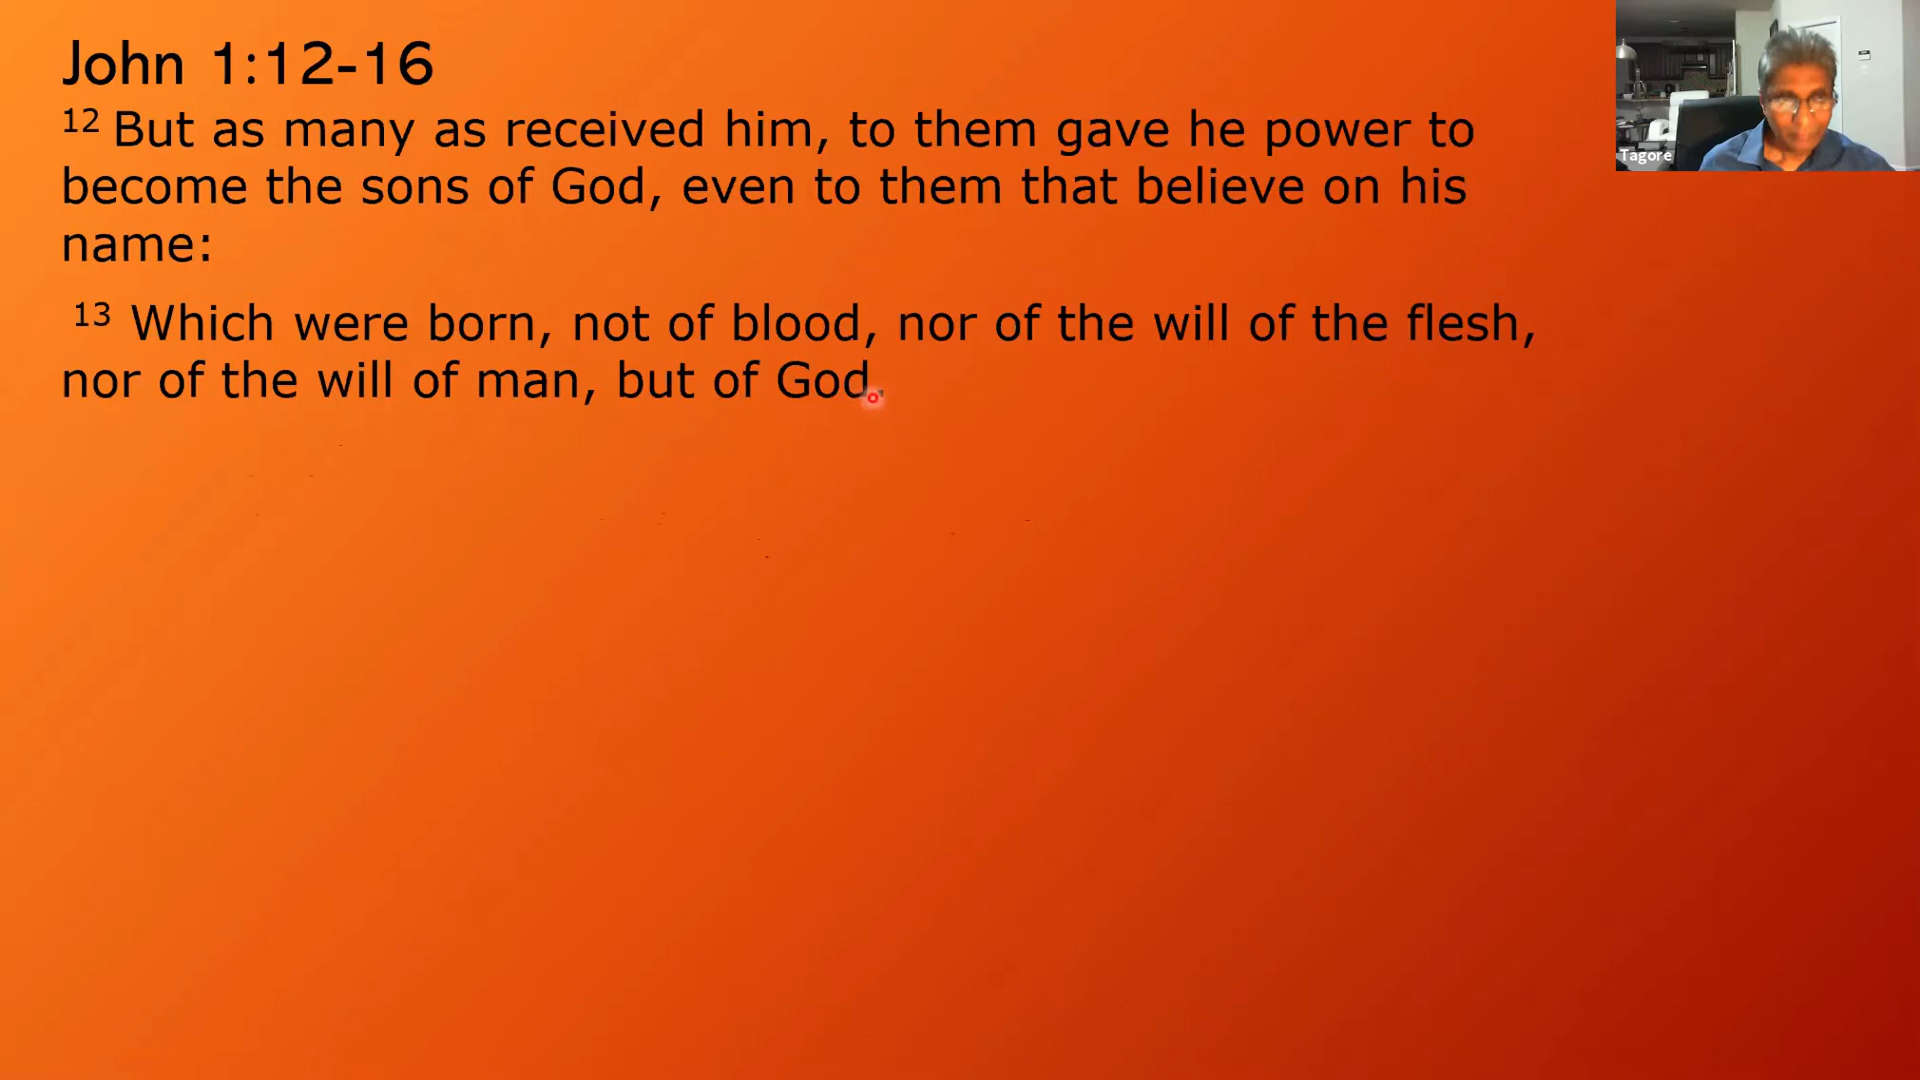 John 1:12-16
12 But as many as received him, to them gave he power to
become the sons of God, even to them that believe on his
name:
13 Which were born, not of blood, nor of the will of the flesh,
nor of the will of man, but of God.
Tagore